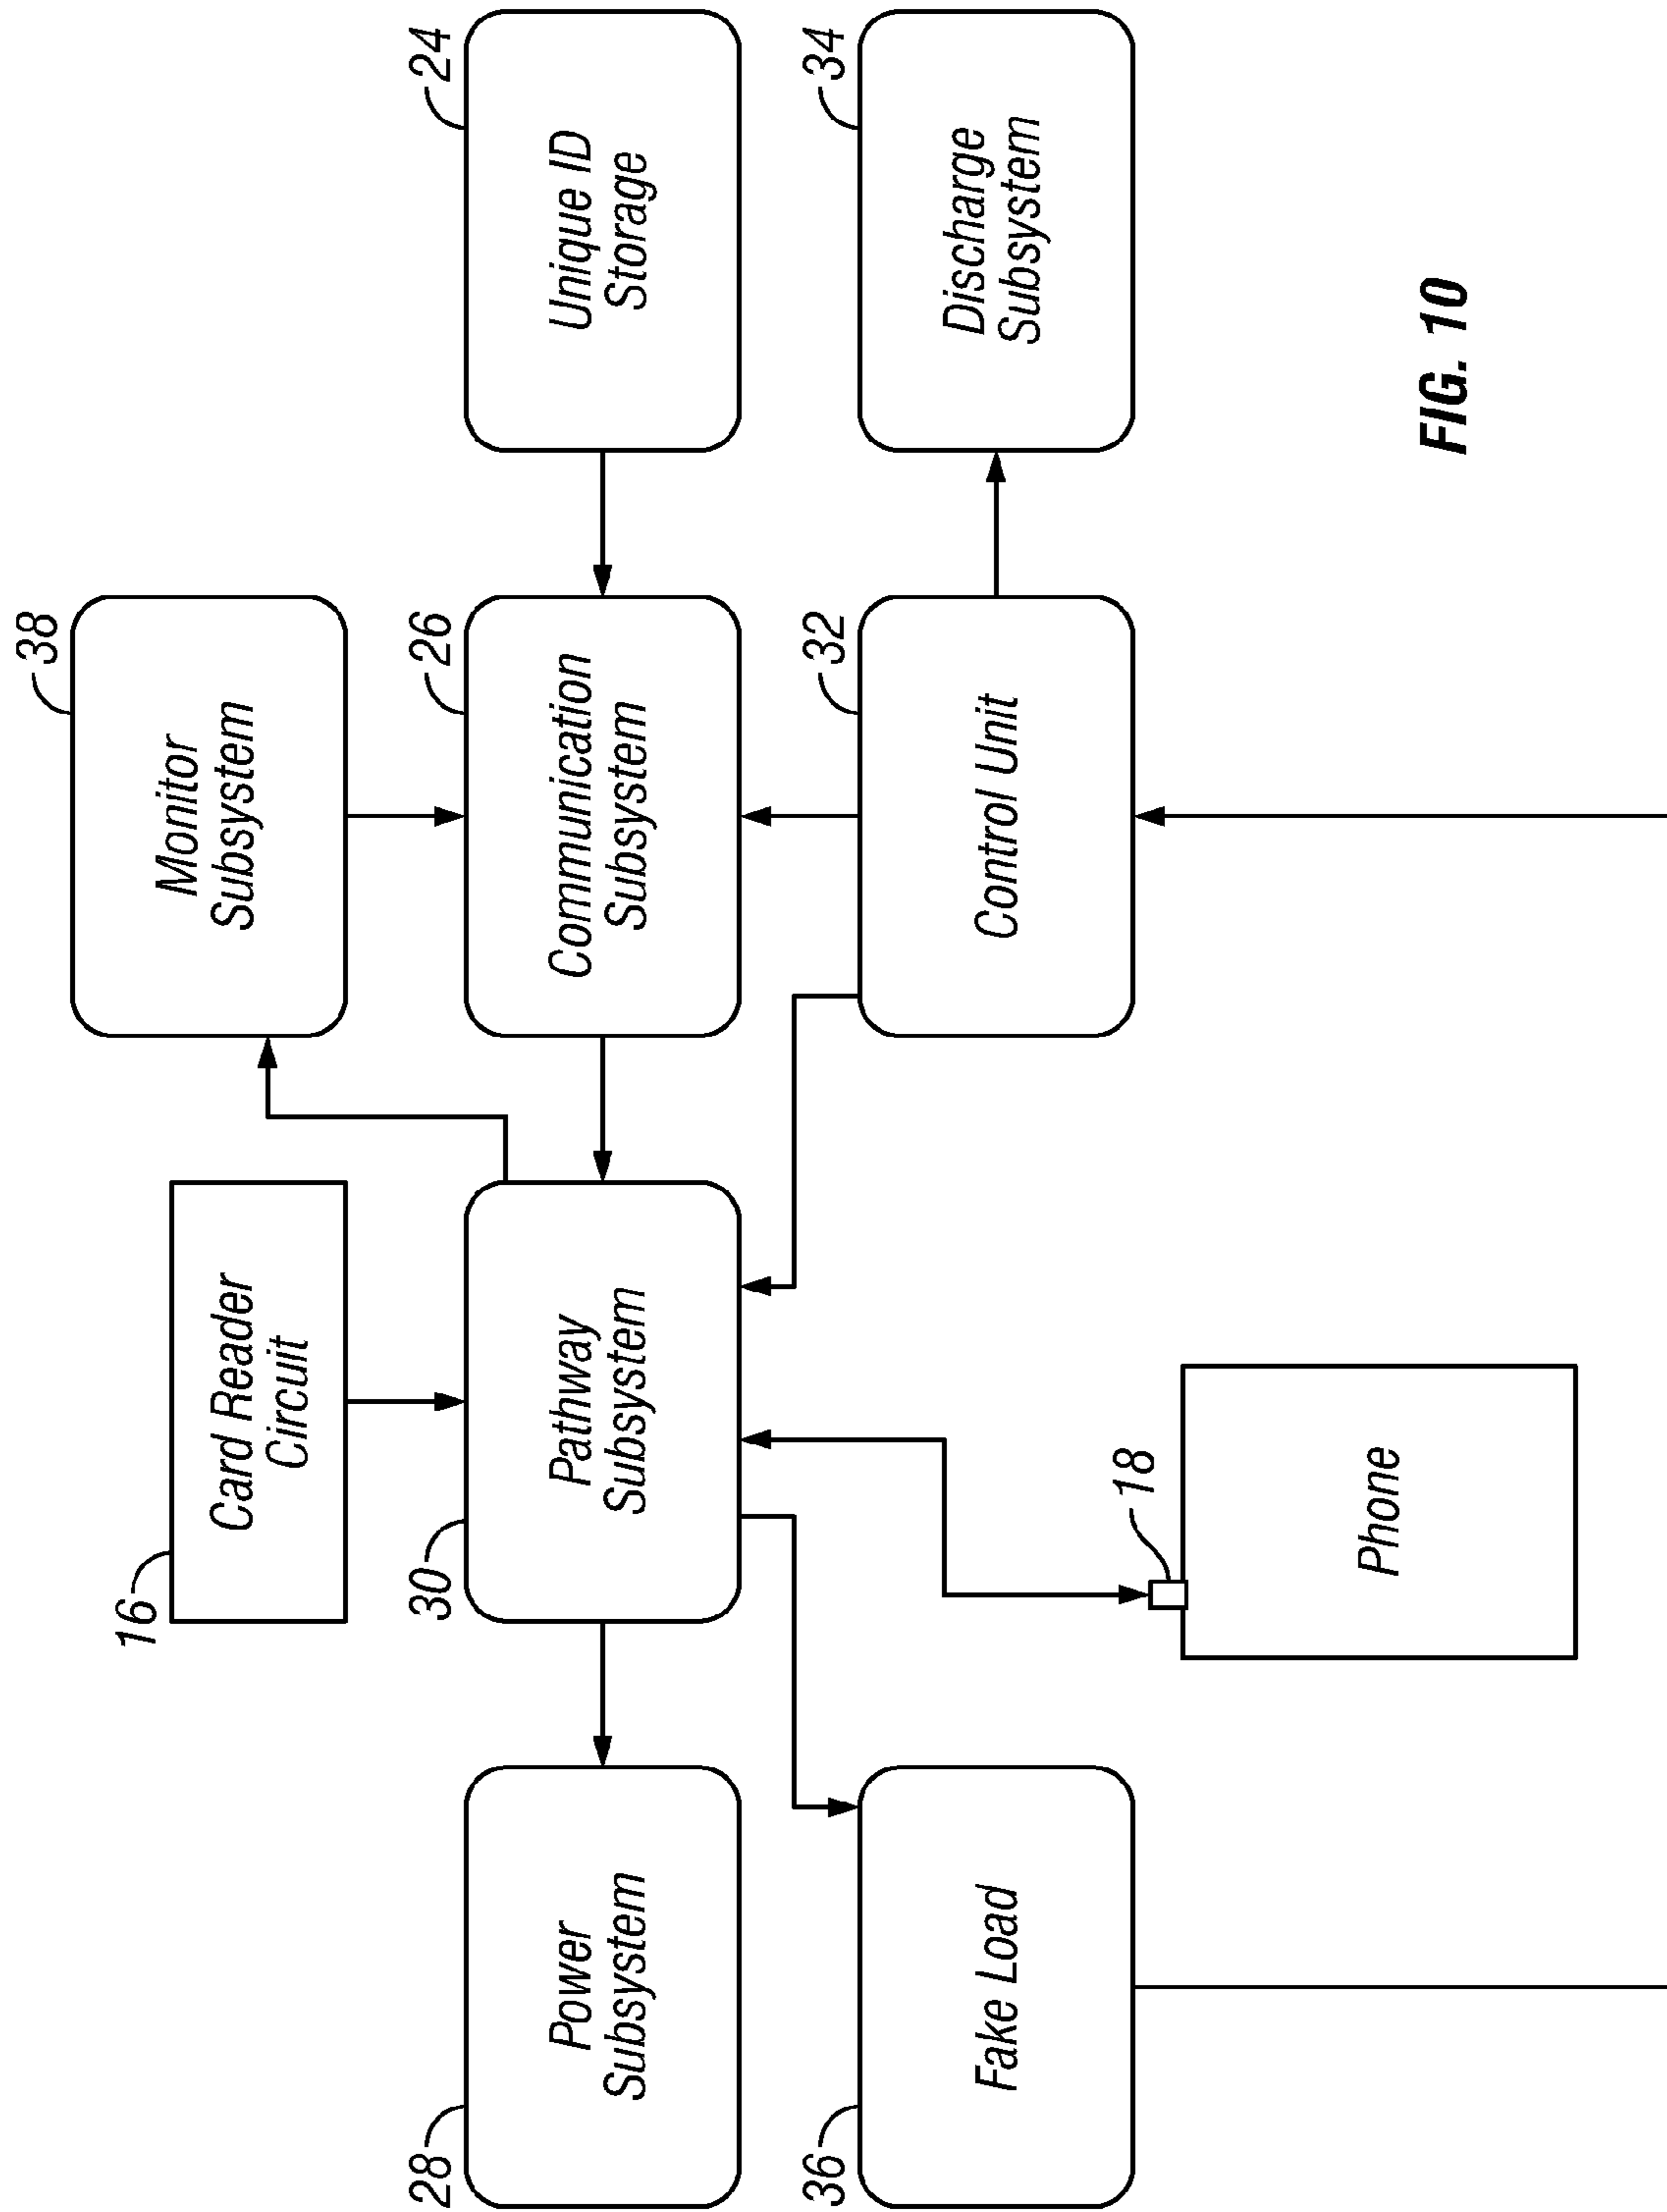 16
Card Reader
Circuit
38
Monitor
Subsystem
28
Power
Subsystem
30
Pathway
Subsystem
26
Communication
Subsystem
24
Unique ID
Storage
36
Fake Load
32
Control Unit
34
Discharge
Subsystem
18
Phone
FIG. 10